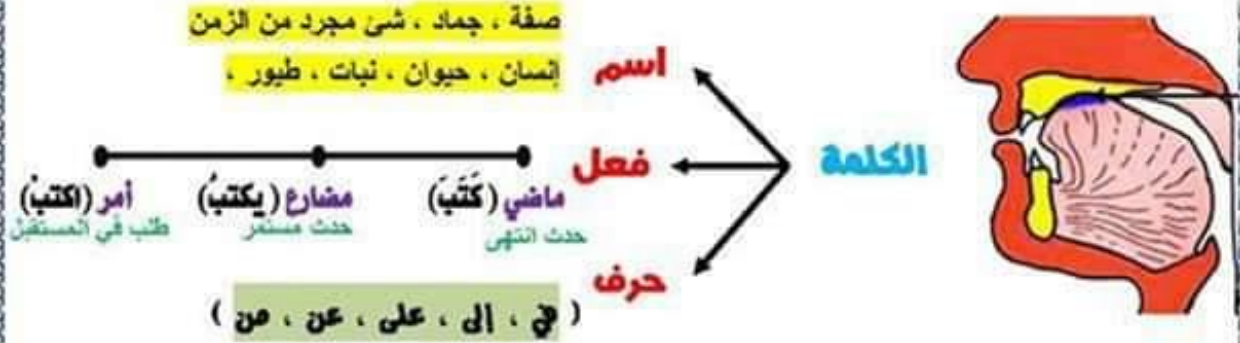 الكلمة
اسم
صفة ، جماد ، شئ مجرد من الزمن
إنسان ، حيوان ، نبات ، طيور ،
فعل
ماضي (كَتَبَ)
حدث انتهى
مضارع (يكتبُ)
حدث مستمر
أمر (اكتبْ)
طلب في المستقبل
حرف
( في ، إلى ، على ، عن ، من )